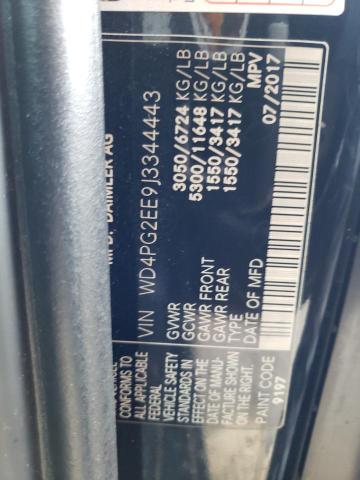 MFD. DAIMLER AG
VIN WD4PG2EE9J3344443
GVWR 3050/6724 KG/LB
GCWR 5300/11648 KG/LB
GAWR FRONT 1550/3417 KG/LB
GAWR REAR 1550/3417 KG/LB
TYPE MPV
DATE OF MFD 07/2017
CONFORMS TO
ALL APPLICABLE
FEDERAL
VEHICLE SAFETY
STANDARDS IN
EFFECT ON THE
DATE OF MANU-
FACTURE SHOWN
ON THE RIGHT.
PAINT CODE
9197